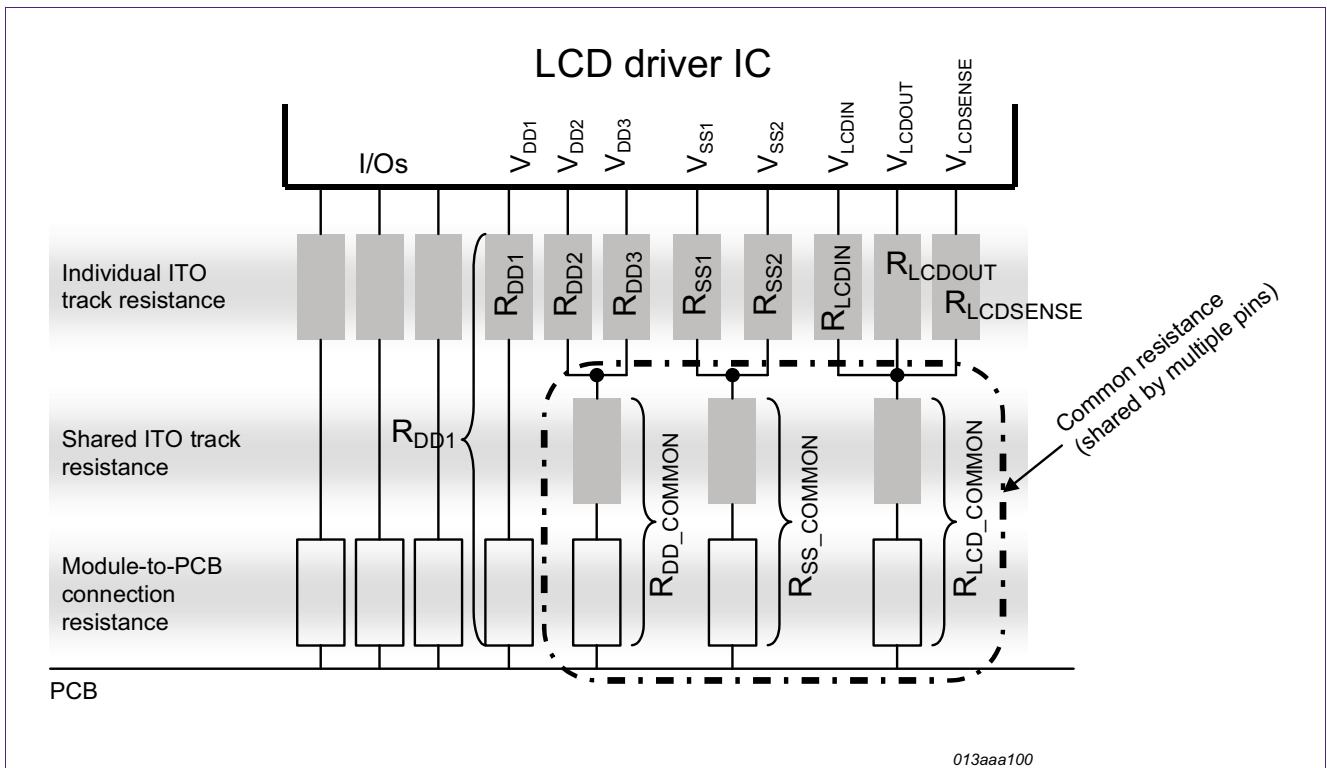 LCD driver IC
I/Os
VDD1
VDD2
VDD3
VSS1
VSS2
VLCDIN
VLCDOUT
VLCDSENSE
Individual ITO
track resistance
RDD1
RDD2
RDD3
RSS1
RSS2
RLCDIN
RLCDOUT
RLCDSENSE
Common resistance
(shared by multiple pins)
Shared ITO track
resistance
RDD1
RDD_COMMON
RSS_COMMON
RLCD_COMMON
Module-to-PCB
connection
resistance
PCB
013aaa100